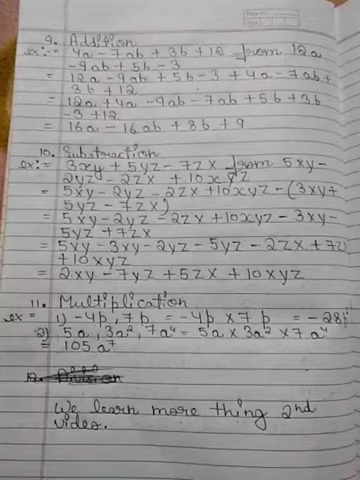 9. Addition
ex:- 4a - 7ab + 3b + 12 from 12a
- 9ab + 5b - 3
= 12a - 9ab + 5b - 3 + 4a - 7ab +
3b + 12
= 12a + 4a - 9ab - 7ab + 5b + 3b
- 3 + 12
= 16a - 16ab + 8b + 9
10. Substraction
ex:- 3xy + 5yz - 7zx from 5xy -
2yz - 2zx + 10xyz
= 5xy - 2yz - 2zx + 10xyz - (3xy +
5yz - 7zx)
= 5xy - 2yz - 2zx + 10xyz - 3xy -
5yz + 7zx
= 5xy - 3xy - 2yz - 5yz - 2zx + 7zx
+ 10xyz
= 2xy - 7yz + 5zx + 10xyz
11. Multiplication
ex = 1) -4p, 7p = -4p × 7p = -28p²
2) 5a, 3a², 7a⁴ = 5a × 3a² × 7a⁴
= 105a⁷
We learn more thing 2nd
video.